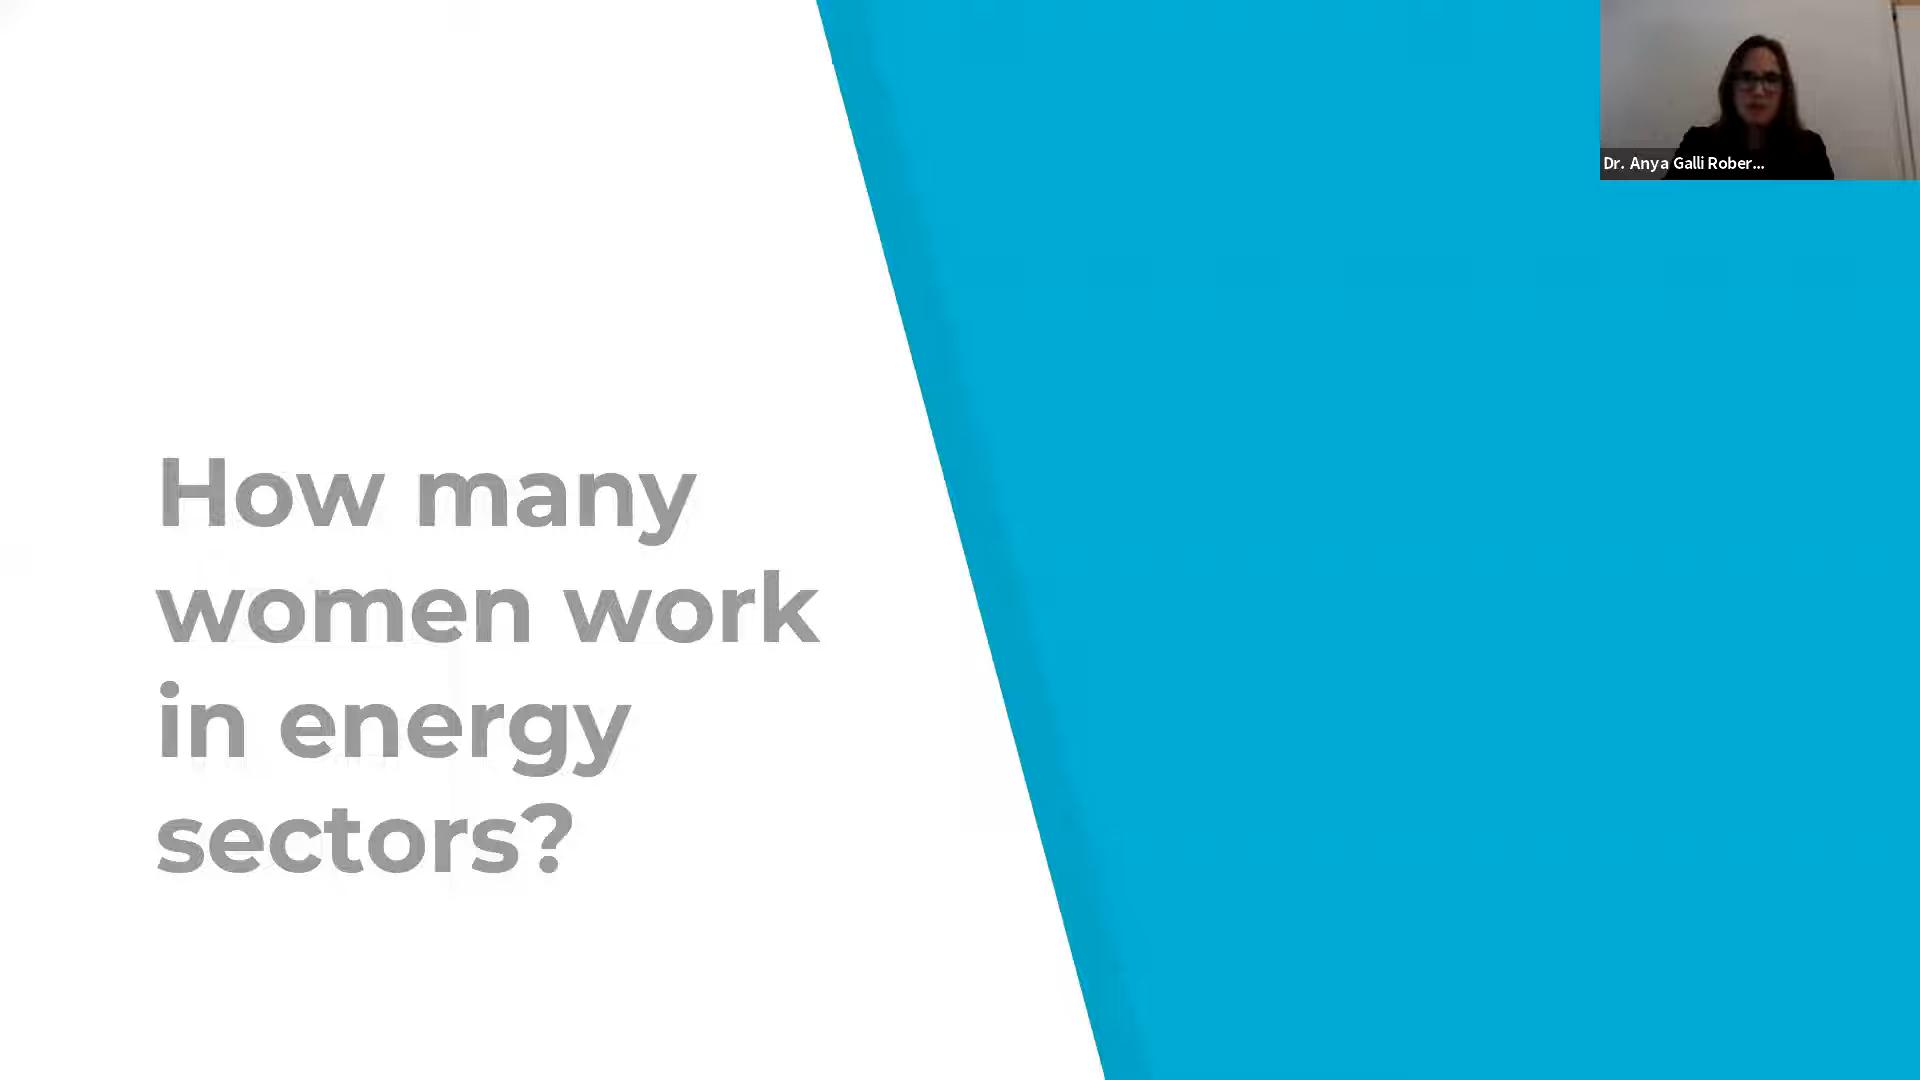 Dr. Anya Galli Rober...
How many
women work
in energy
sectors?